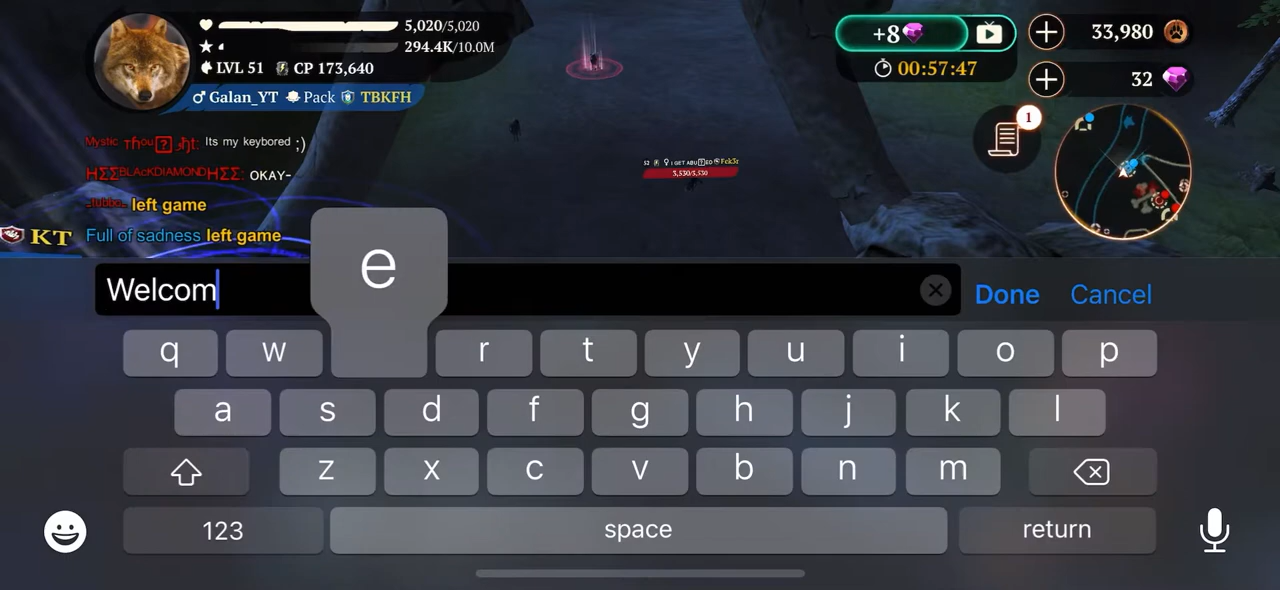 5,020/5,020
294.4K/10.0M
LVL 51 CP 173,640
Galan_YT Pack TBKFH
+8
00:57:47
33,980
32
1
Its my keybored ;)
OKAY-
left game
KT Full of sadness left game
3,530/5,530
e
Welcom
Done Cancel
q w r t y u i o p
a s d f g h j k l
z x c v b n m
123 space return